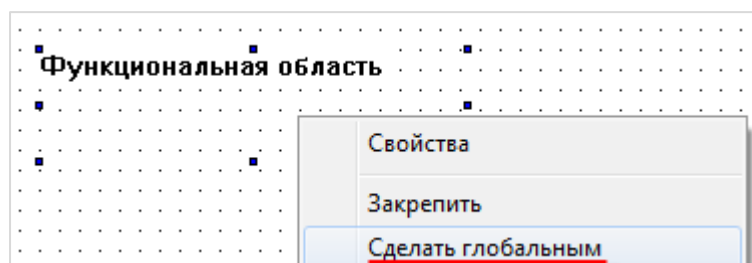 Функциональная область
Свойства
Закрепить
Сделать глобальным